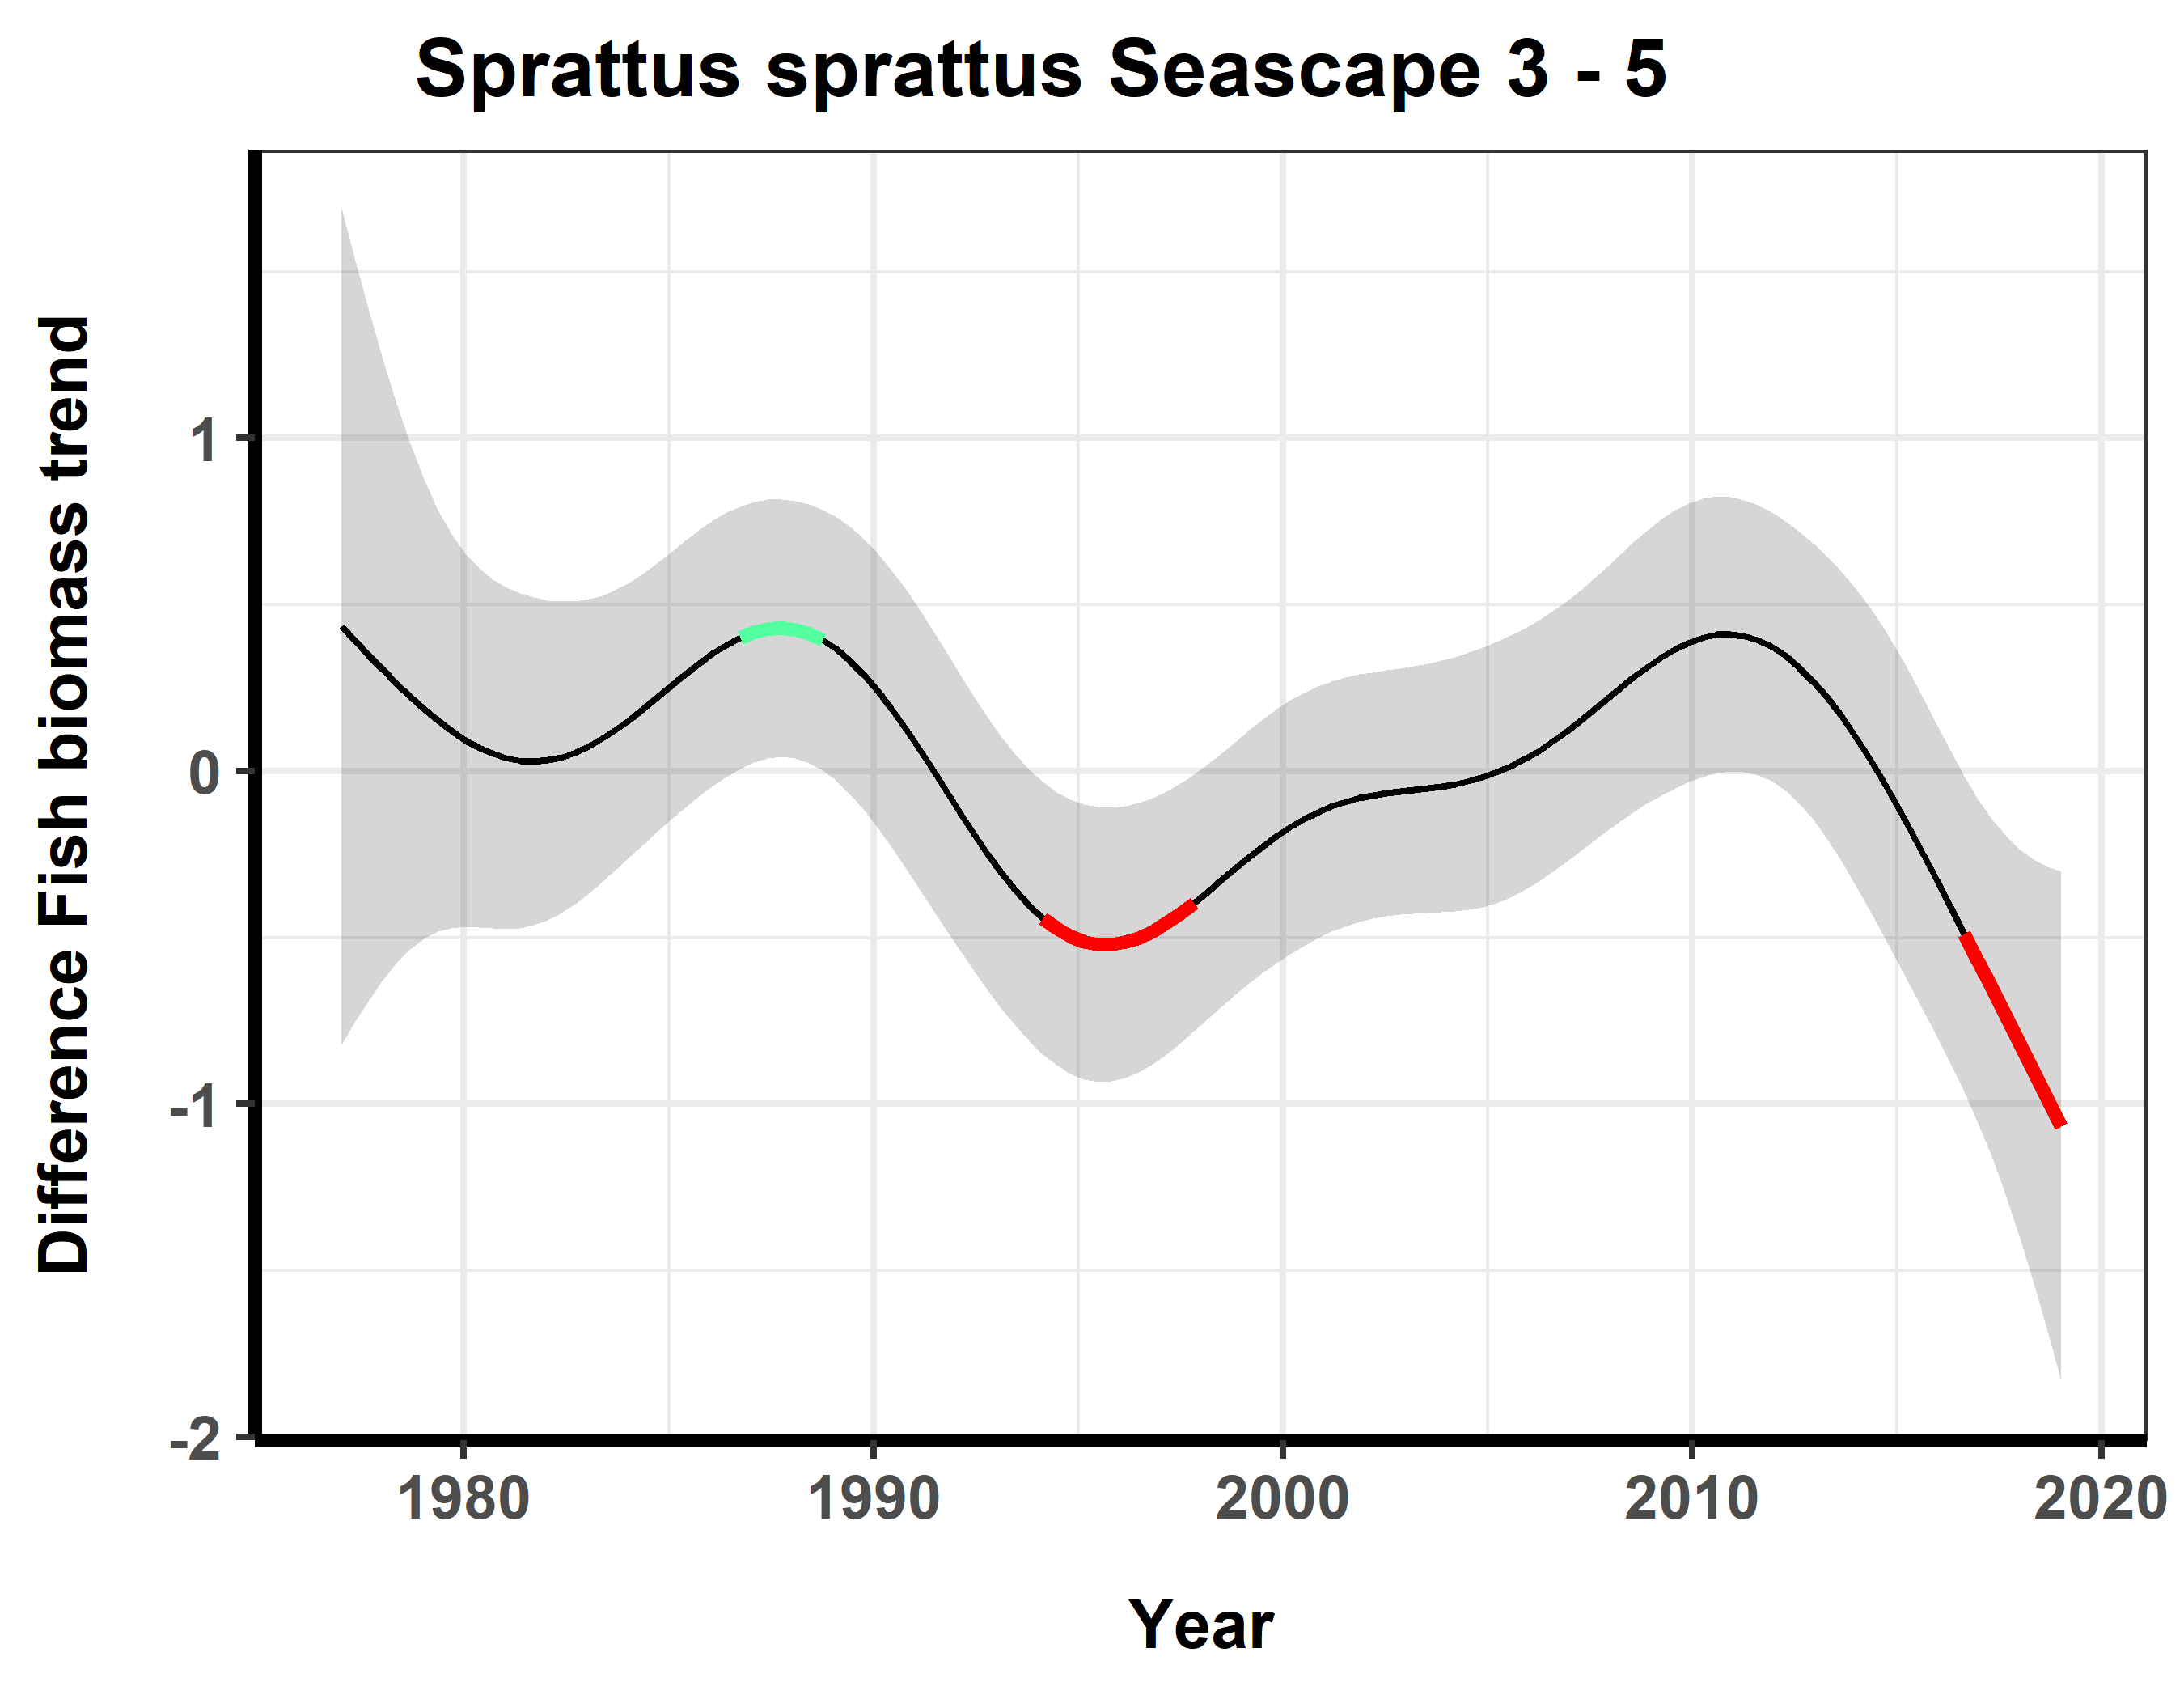 Sprattus sprattus Seascape 3 - 5
Difference Fish biomass trend
1
0
-1
-2
1980 1990 2000 2010 2020
Year